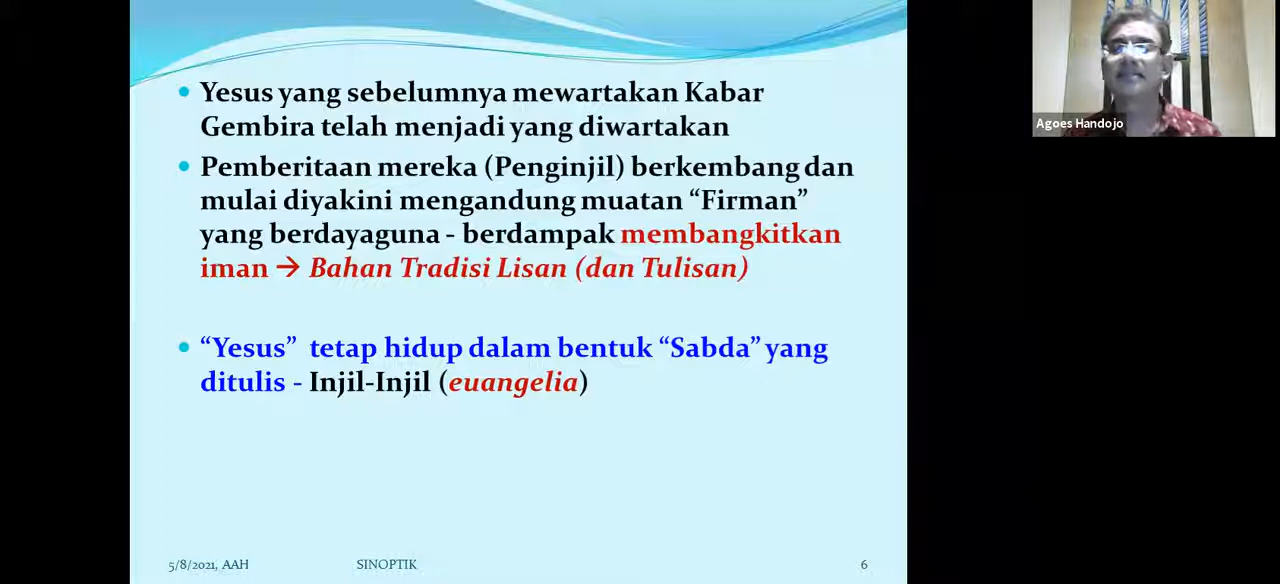 • Yesus yang sebelumnya mewartakan Kabar
Gembira telah menjadi yang diwartakan
• Pemberitaan mereka (Penginjil) berkembang dan
mulai diyakini mengandung muatan “Firman”
yang berdayaguna - berdampak membangkitkan
iman → Bahan Tradisi Lisan (dan Tulisan)
• “Yesus” tetap hidup dalam bentuk “Sabda” yang
ditulis - Injil-Injil (euangelia)
5/8/2021, AAH SINOPTIK 6
Agoes Handojo